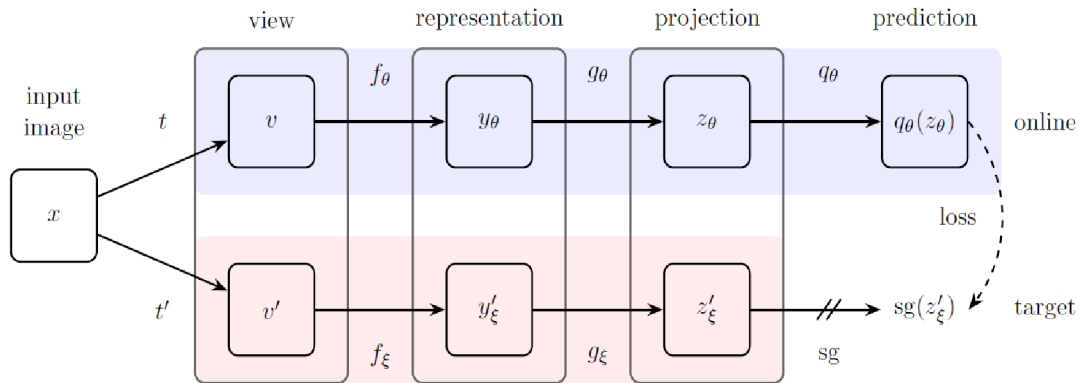 view
representation
projection
prediction
input
image
t
f_θ
g_θ
q_θ
v
y_θ
z_θ
q_θ(z_θ)
online
x
loss
t′
v′
y′_ξ
z′_ξ
sg(z′_ξ)
target
f_ξ
g_ξ
sg